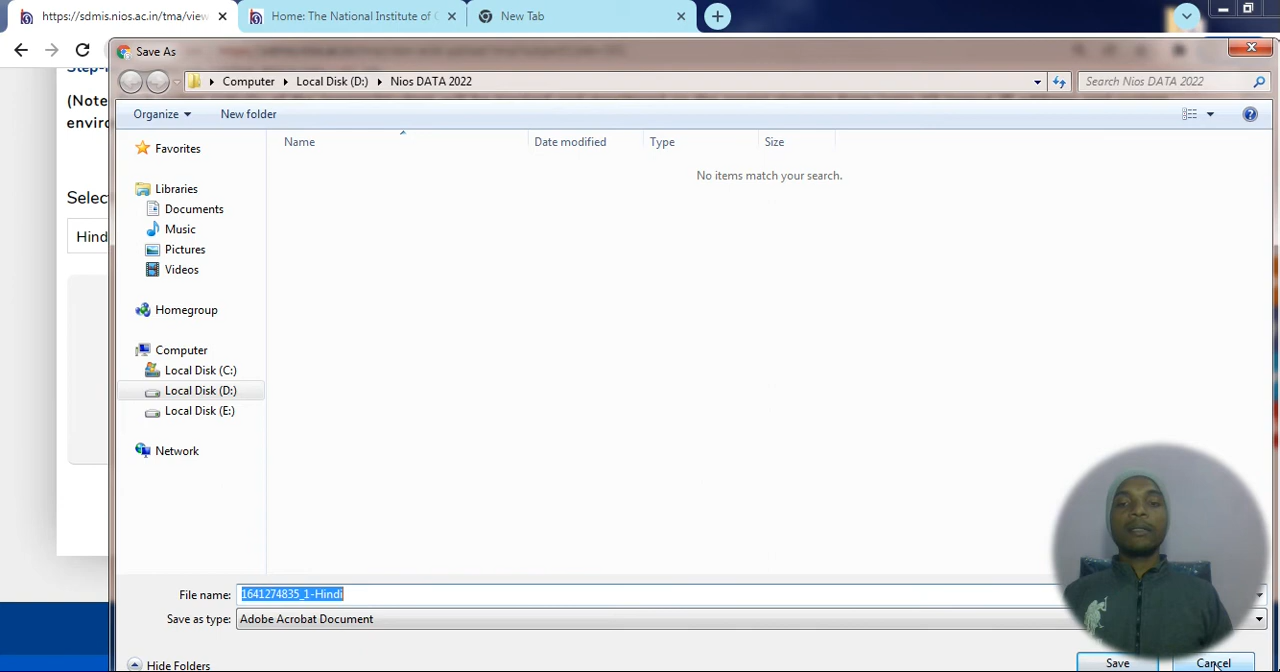 https://sdmis.nios.ac.in/tma/view
Home: The National Institute of O
New Tab
Save As
Computer
Local Disk (D:)
Nios DATA 2022
Search Nios DATA 2022
(Note
enviro
Organize
New folder
Name
Date modified
Type
Size
No items match your search.
Favorites
Libraries
Documents
Music
Pictures
Videos
Homegroup
Computer
Local Disk (C:)
Local Disk (D:)
Local Disk (E:)
Network
Selec
Hind
File name:
1641274835_1-Hindi
Save as type:
Adobe Acrobat Document
Hide Folders
Save
Cancel